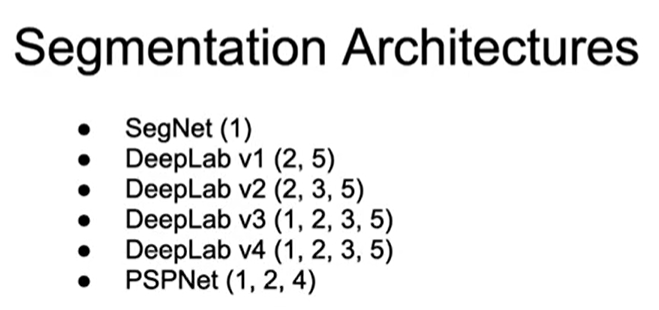 Segmentation Architectures
● SegNet (1)
● DeepLab v1 (2, 5)
● DeepLab v2 (2, 3, 5)
● DeepLab v3 (1, 2, 3, 5)
● DeepLab v4 (1, 2, 3, 5)
● PSPNet (1, 2, 4)